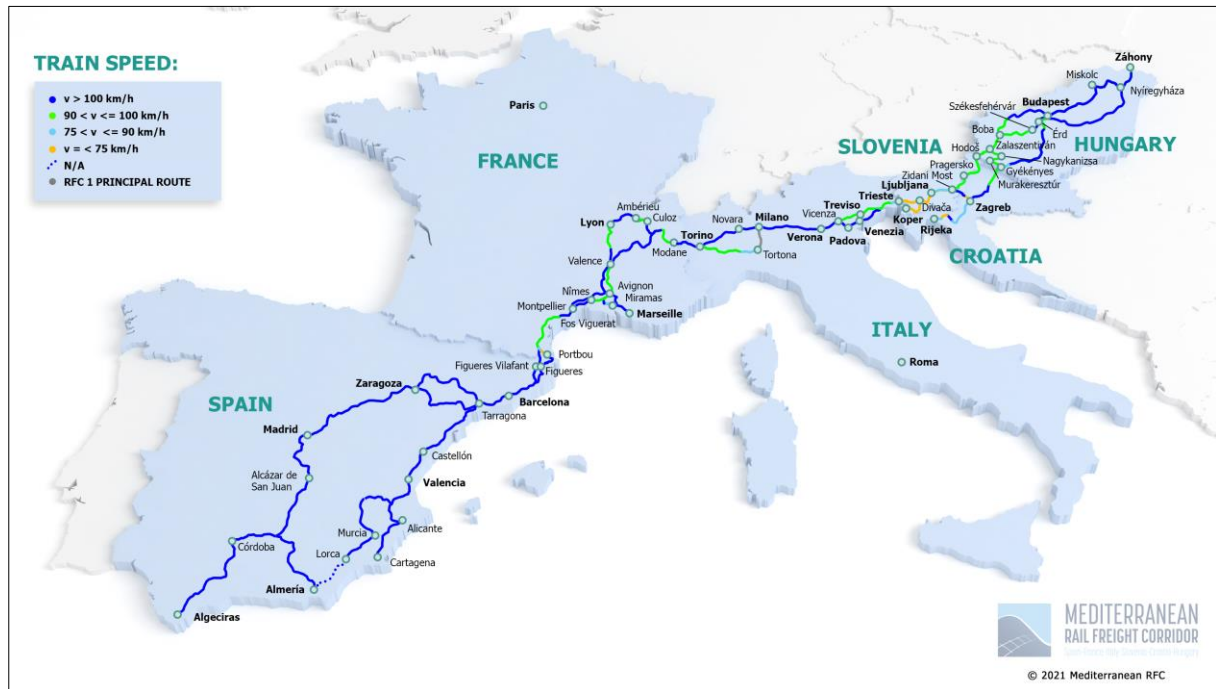 TRAIN SPEED:
v > 100 km/h
90 < v <= 100 km/h
75 < v <= 90 km/h
v = < 75 km/h
N/A
RFC 1 PRINCIPAL ROUTE
Paris
FRANCE
SLOVENIA
HUNGARY
CROATIA
ITALY
SPAIN
Záhony
Miskolc
Nyíregyháza
Székesfehérvár
Budapest
Érd
Boba
Zalaszentiván
Hodoš
Nagykanizsa
Pragersko
Gyékényes
Zidani Most
Murakeresztúr
Ljubljana
Trieste
Divača
Zagreb
Koper
Rijeka
Treviso
Vicenza
Venezia
Padova
Verona
Milano
Novara
Tortona
Torino
Modane
Ambérieu
Culoz
Lyon
Valence
Avignon
Miramas
Nîmes
Montpellier
Fos Viguerat
Marseille
Portbou
Figueres Vilafant
Figueres
Zaragoza
Barcelona
Tarragona
Madrid
Castellón
Alcázar de
San Juan
Valencia
Murcia
Alicante
Córdoba
Lorca
Cartagena
Almería
Algeciras
Roma
MEDITERRANEAN
RAIL FREIGHT CORRIDOR
© 2021 Mediterranean RFC